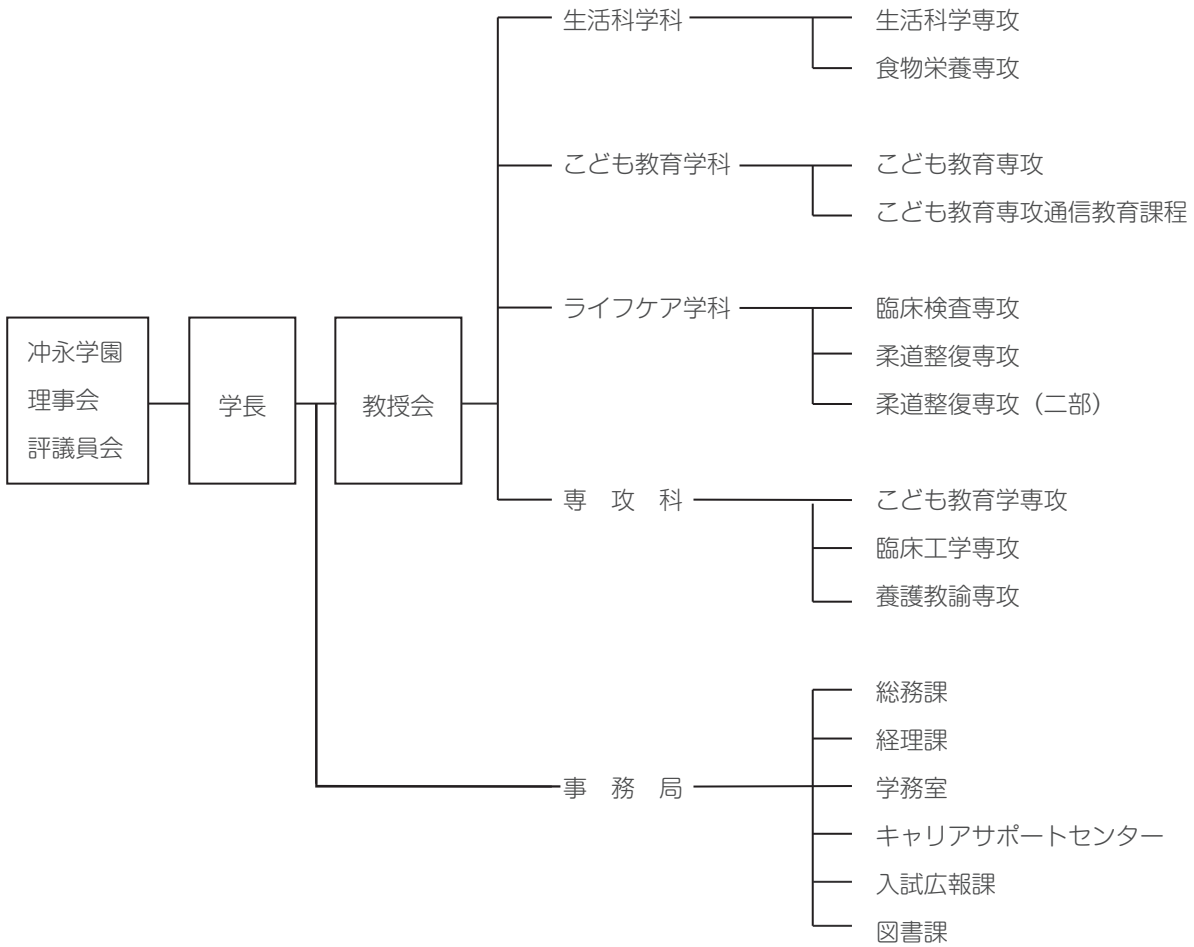 沖永学園
理事会
評議員会
学長
教授会
生活科学科
生活科学専攻
食物栄養専攻
こども教育学科
こども教育専攻
こども教育専攻通信教育課程
ライフケア学科
臨床検査専攻
柔道整復専攻
柔道整復専攻（二部）
専　攻　科
こども教育学専攻
臨床工学専攻
養護教諭専攻
事　務　局
総務課
経理課
学務室
キャリアサポートセンター
入試広報課
図書課